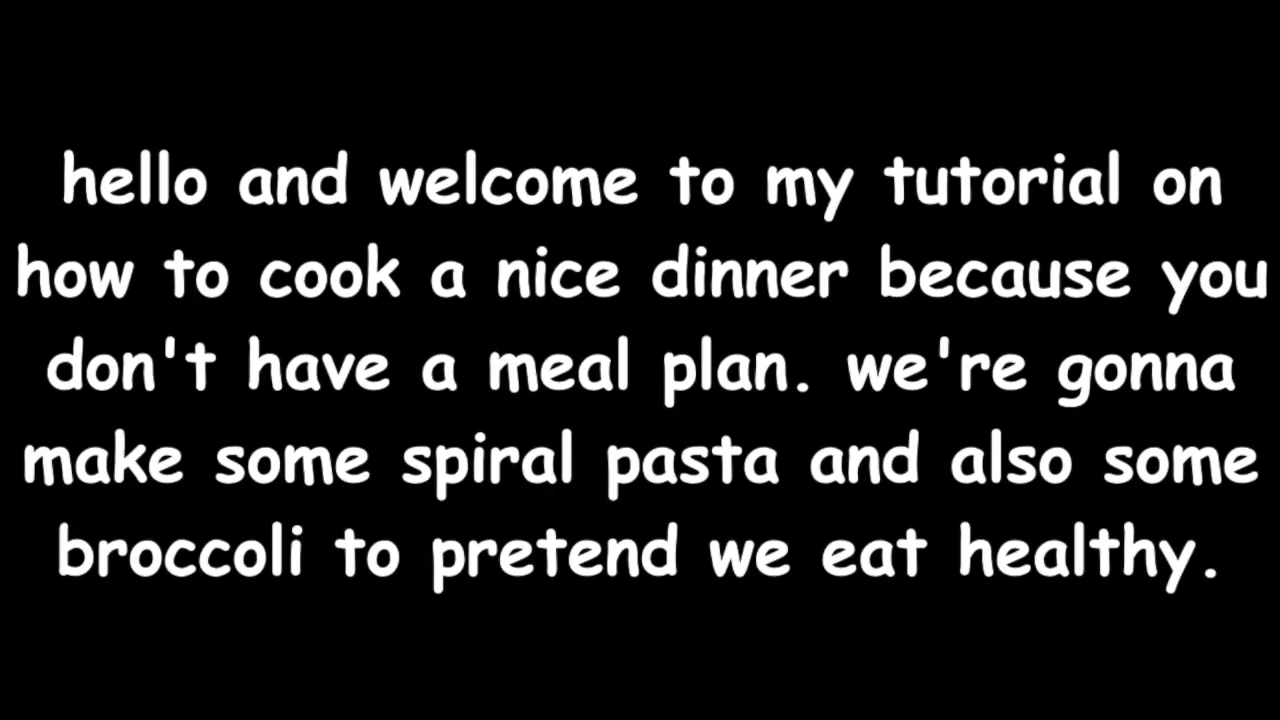 hello and welcome to my tutorial on
how to cook a nice dinner because you
don't have a meal plan. we're gonna
make some spiral pasta and also some
broccoli to pretend we eat healthy.